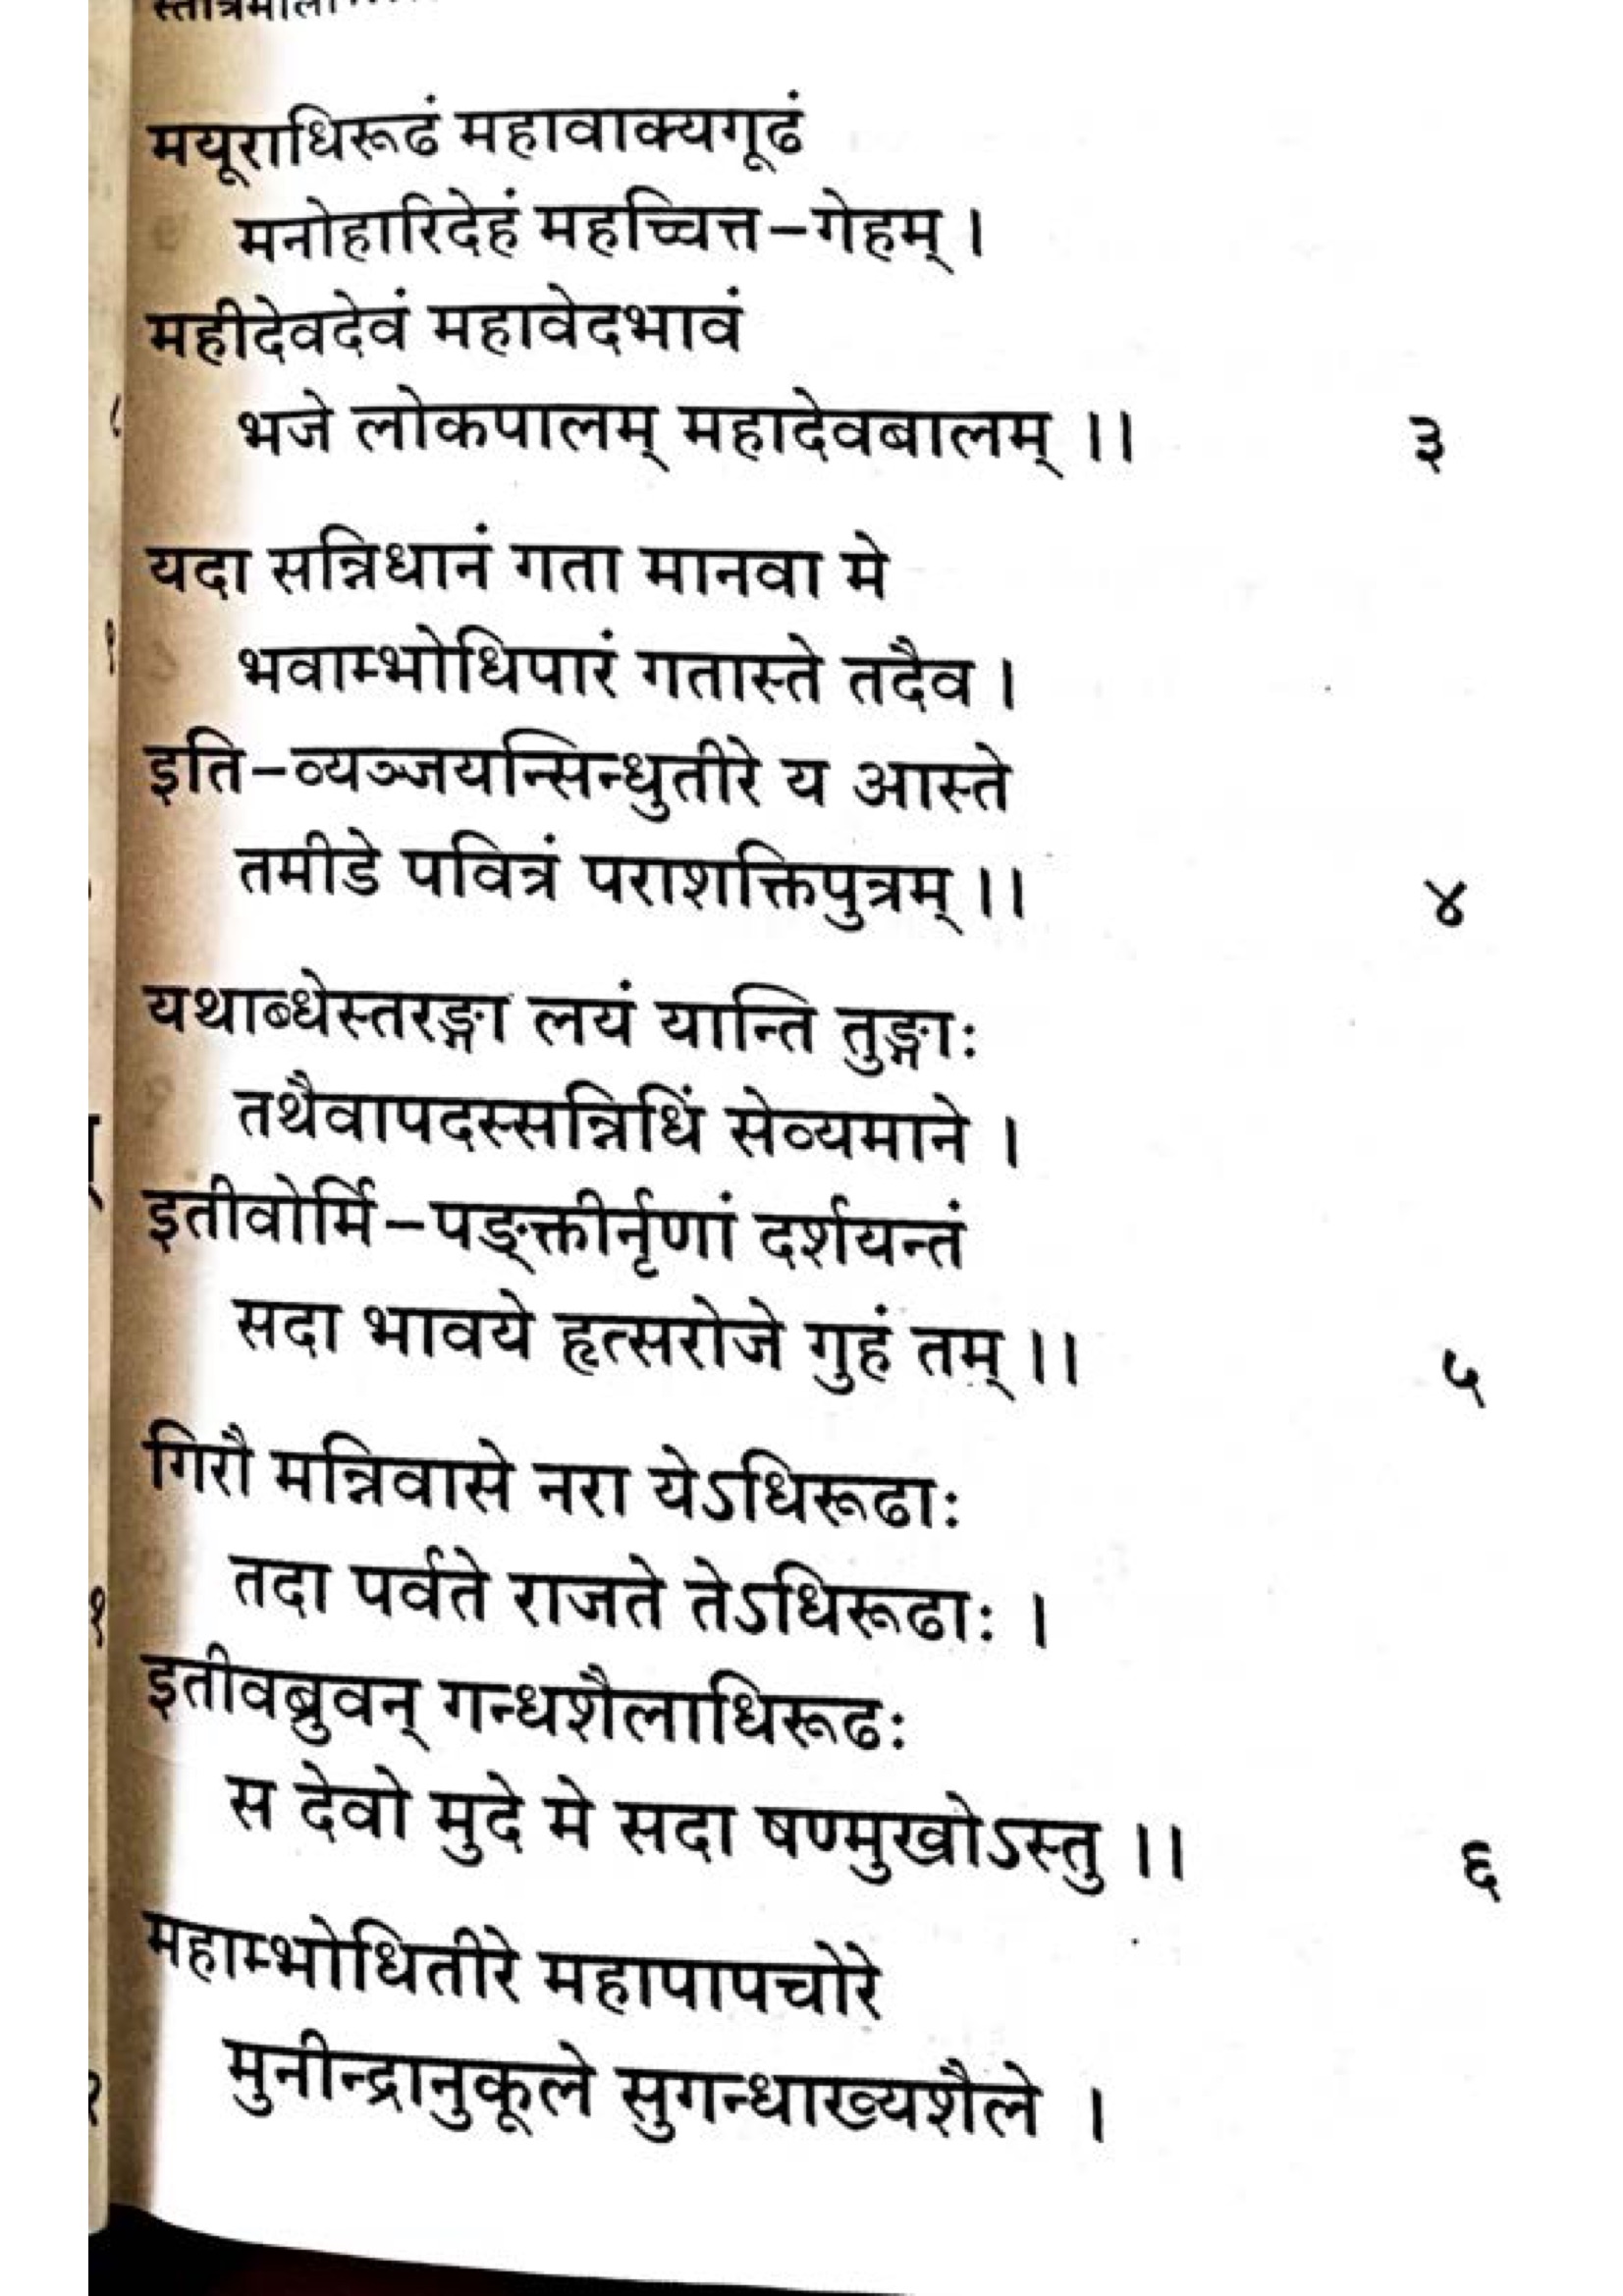 मयूराधिरूढं महावाक्यगूढं
मनोहारिदेहं महच्चित्त-गेहम् ।
महीदेवदेवं महावेदभावं
भजे लोकपालम् महादेवबालम् ।। ३
यदा सन्निधानं गता मानवा मे
भवाम्भोधिपारं गतास्ते तदैव ।
इति-व्यञ्जयन्सिन्धुतीरे य आस्ते
तमीडे पवित्रं पराशक्तिपुत्रम् ।। ४
यथाब्धेस्तरङ्गा लयं यान्ति तुङ्गाः
तथैवापदस्सन्निधिं सेव्यमाने ।
इतीवोर्मि-पङ्क्तीर्नृणां दर्शयन्तं
सदा भावये हृत्सरोजे गुहं तम् ।। ५
गिरौ मन्निवासे नरा येऽधिरूढाः
तदा पर्वते राजते तेऽधिरूढाः ।
इतीवब्रुवन् गन्धशैलाधिरूढः
स देवो मुदे मे सदा षण्मुखोऽस्तु ।। ६
महाम्भोधितीरे महापापचोरे
मुनीन्द्रानुकूले सुगन्धाख्यशैले ।